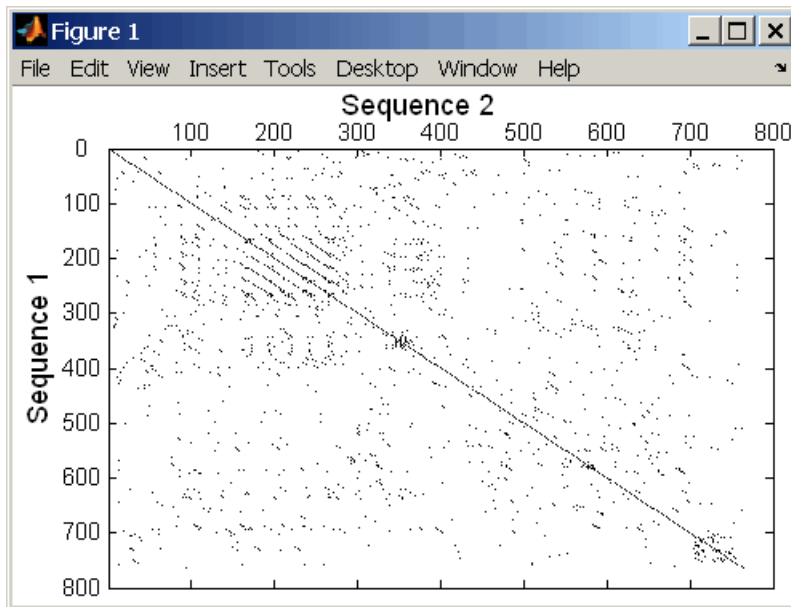 Figure 1
File Edit View Insert Tools Desktop Window Help
Sequence 2
100 200 300 400 500 600 700 800
0
100
200
300
400
500
600
700
800
Sequence 1